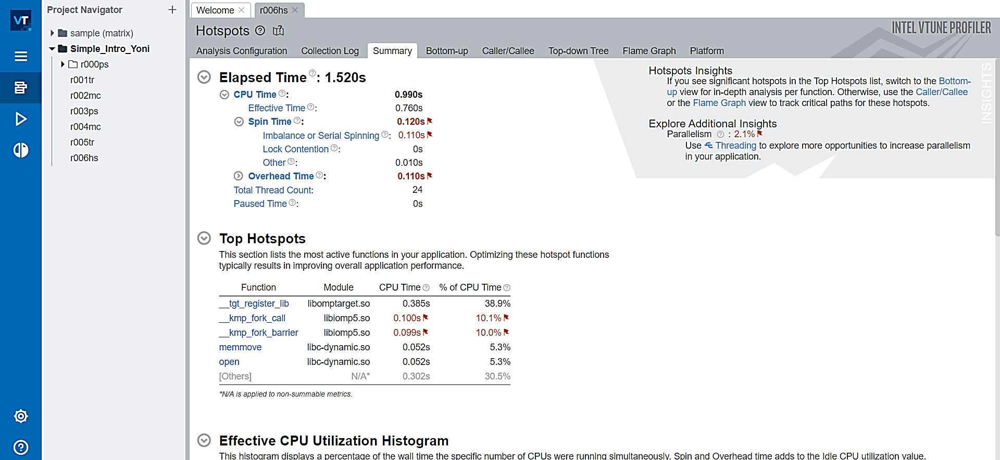 VT
Project Navigator
sample (matrix)
Simple_Intro_Yoni
r000ps
r001tr
r002mc
r003ps
r004mc
r005tr
r006hs
Welcome
r006hs
Hotspots
INTEL VTUNE PROFILER
Analysis Configuration Collection Log Summary Bottom-up Caller/Callee Top-down Tree Flame Graph Platform
Elapsed Time : 1.520s
CPU Time : 0.990s
Effective Time : 0.760s
Spin Time : 0.120s
Imbalance or Serial Spinning : 0.110s
Lock Contention : 0s
Other : 0.010s
Overhead Time : 0.110s
Total Thread Count: 24
Paused Time : 0s
Hotspots Insights
If you see significant hotspots in the Top Hotspots list, switch to the Bottom-
up view for in-depth analysis per function. Otherwise, use the Caller/Callee
or the Flame Graph view to track critical paths for these hotspots.
Explore Additional Insights
Parallelism : 2.1%
Use Threading to explore more opportunities to increase parallelism
in your application.
INSIGHTS
Top Hotspots
This section lists the most active functions in your application. Optimizing these hotspot functions
typically results in improving overall application performance.
Function Module CPU Time % of CPU Time
__tgt_register_lib libomptarget.so 0.385s 38.9%
__kmp_fork_call libiomp5.so 0.100s 10.1%
__kmp_fork_barrier libiomp5.so 0.099s 10.0%
memmove libc-dynamic.so 0.052s 5.3%
open libc-dynamic.so 0.052s 5.3%
[Others] N/A* 0.302s 30.5%
*N/A is applied to non-summable metrics.
Effective CPU Utilization Histogram
This histogram displays a percentage of the wall time the specific number of CPUs were running simultaneously. Spin and Overhead time adds to the Idle CPU utilization value.